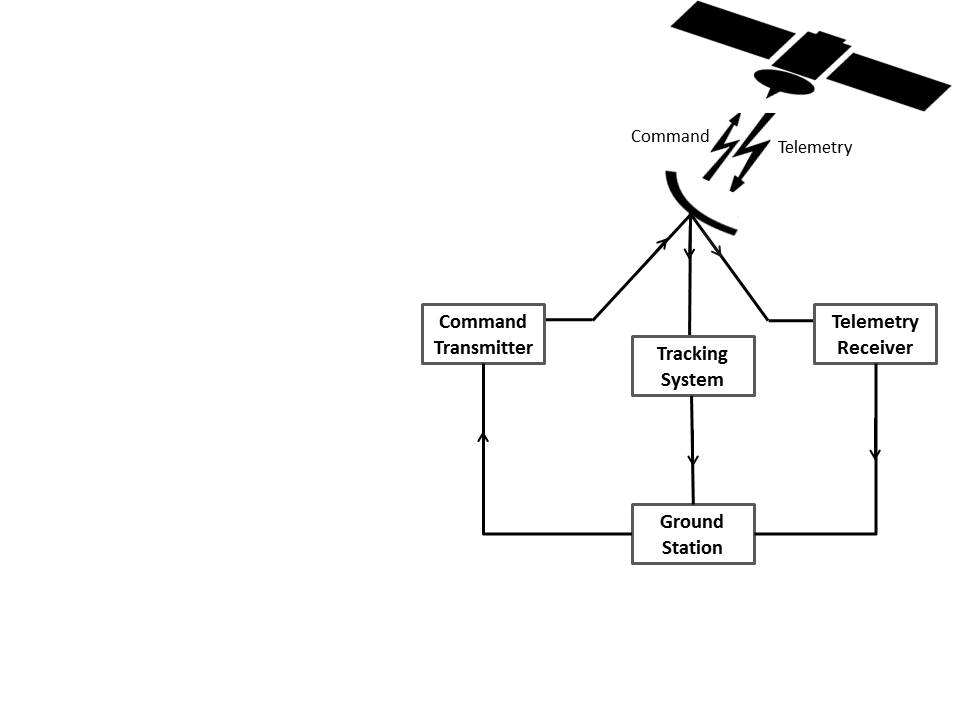 Command
Telemetry
Command
Transmitter
Tracking
System
Telemetry
Receiver
Ground
Station